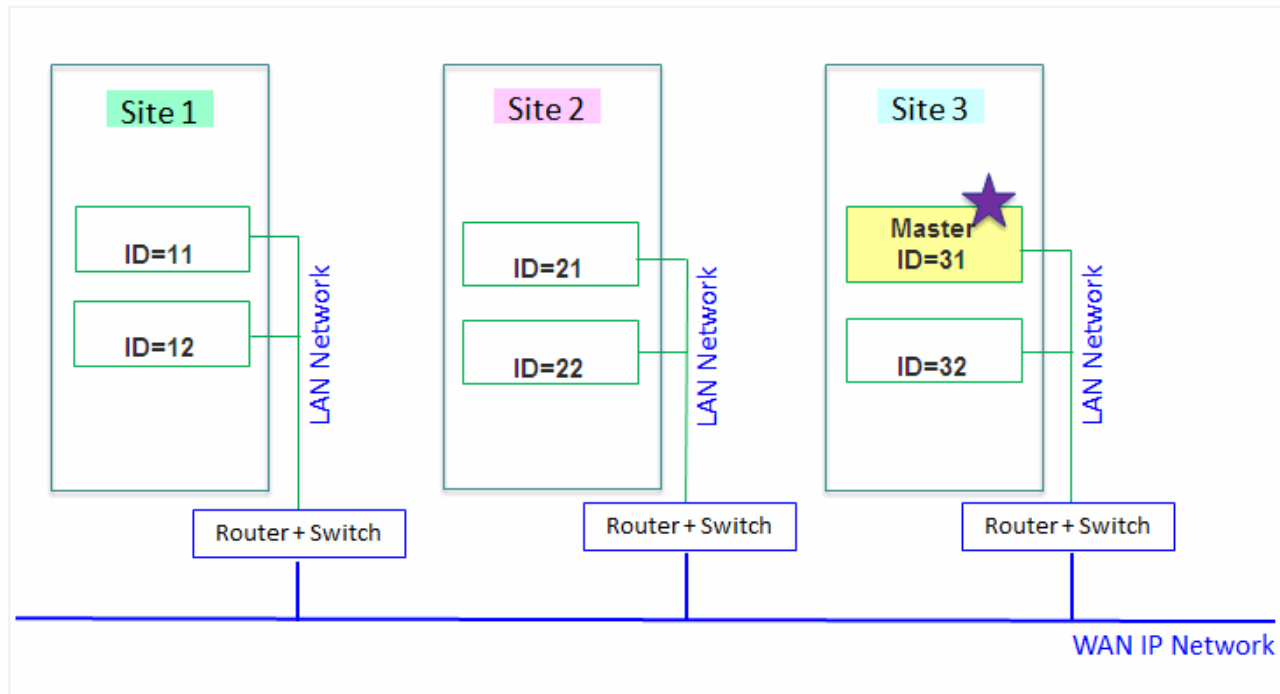 Site 1
ID=11
ID=12
LAN Network
Router + Switch
Site 2
ID=21
ID=22
LAN Network
Router + Switch
Site 3
Master
ID=31
ID=32
LAN Network
Router + Switch
WAN IP Network